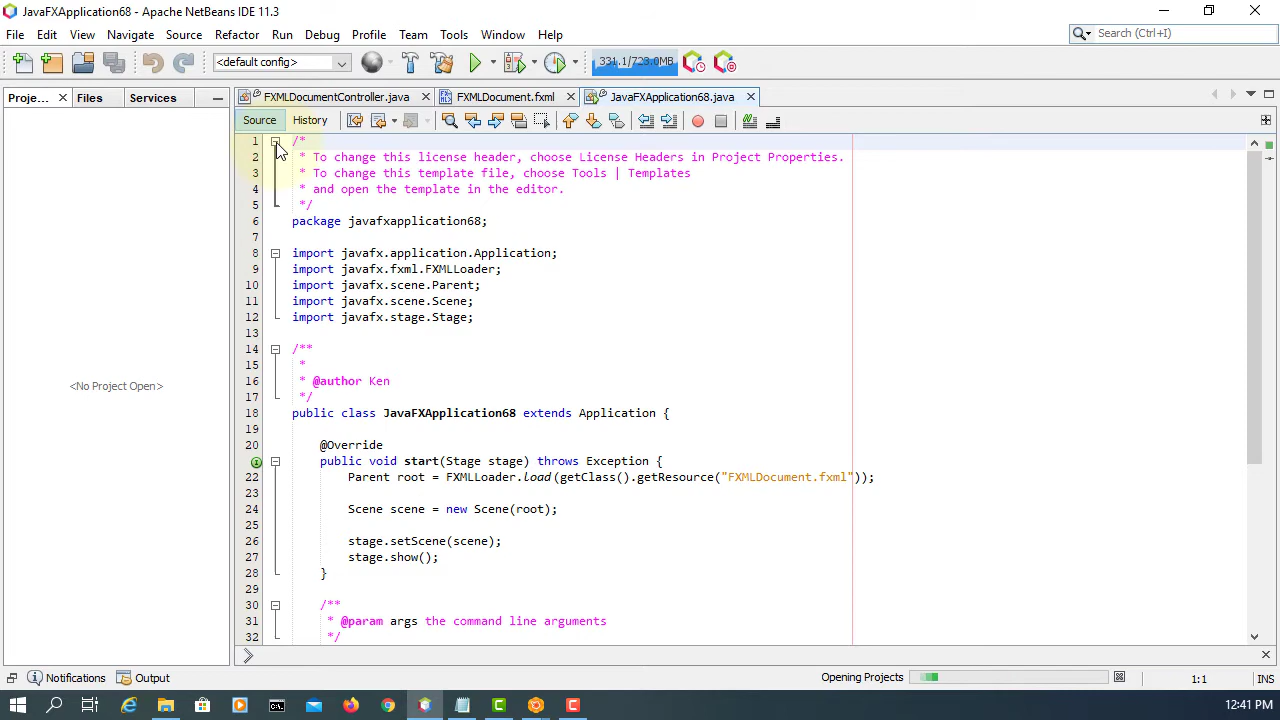 JavaFXApplication68 - Apache NetBeans IDE 11.3
File Edit View Navigate Source Refactor Run Debug Profile Team Tools Window Help
Search (Ctrl+I)
<default config>
331.1/723.0MB
Proje...
Files
Services
FXMLDocumentController.java
FXMLDocument.fxml
JavaFXApplication68.java
Source
History
<No Project Open>
1 /*
2 * To change this license header, choose License Headers in Project Properties.
3 * To change this template file, choose Tools | Templates
4 * and open the template in the editor.
5 */
6 package javafxapplication68;
7
8 import javafx.application.Application;
9 import javafx.fxml.FXMLLoader;
10 import javafx.scene.Parent;
11 import javafx.scene.Scene;
12 import javafx.stage.Stage;
13
14 /**
15 *
16 * @author Ken
17 */
18 public class JavaFXApplication68 extends Application {
19
20 @Override
public void start(Stage stage) throws Exception {
22 Parent root = FXMLLoader.load(getClass().getResource("FXMLDocument.fxml"));
23
24 Scene scene = new Scene(root);
25
26 stage.setScene(scene);
27 stage.show();
28 }
29
30 /**
31 * @param args the command line arguments
32 */
Notifications
Output
Opening Projects
1:1
INS
12:41 PM